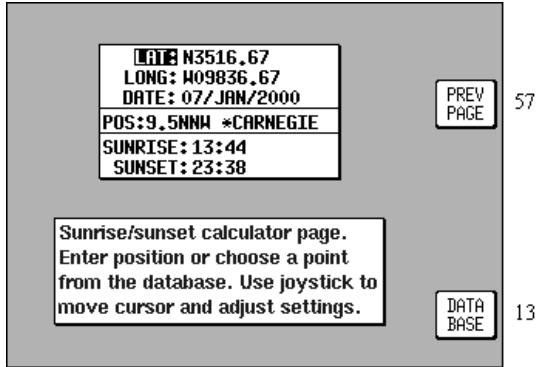 LAT: N3516.67
LONG: W09836.67
DATE: 07/JAN/2000
POS:9.5NNW *CARNEGIE
SUNRISE:13:44
SUNSET:23:38
PREV
PAGE
57
Sunrise/sunset calculator page.
Enter position or choose a point
from the database. Use joystick to
move cursor and adjust settings.
DATA
BASE
13